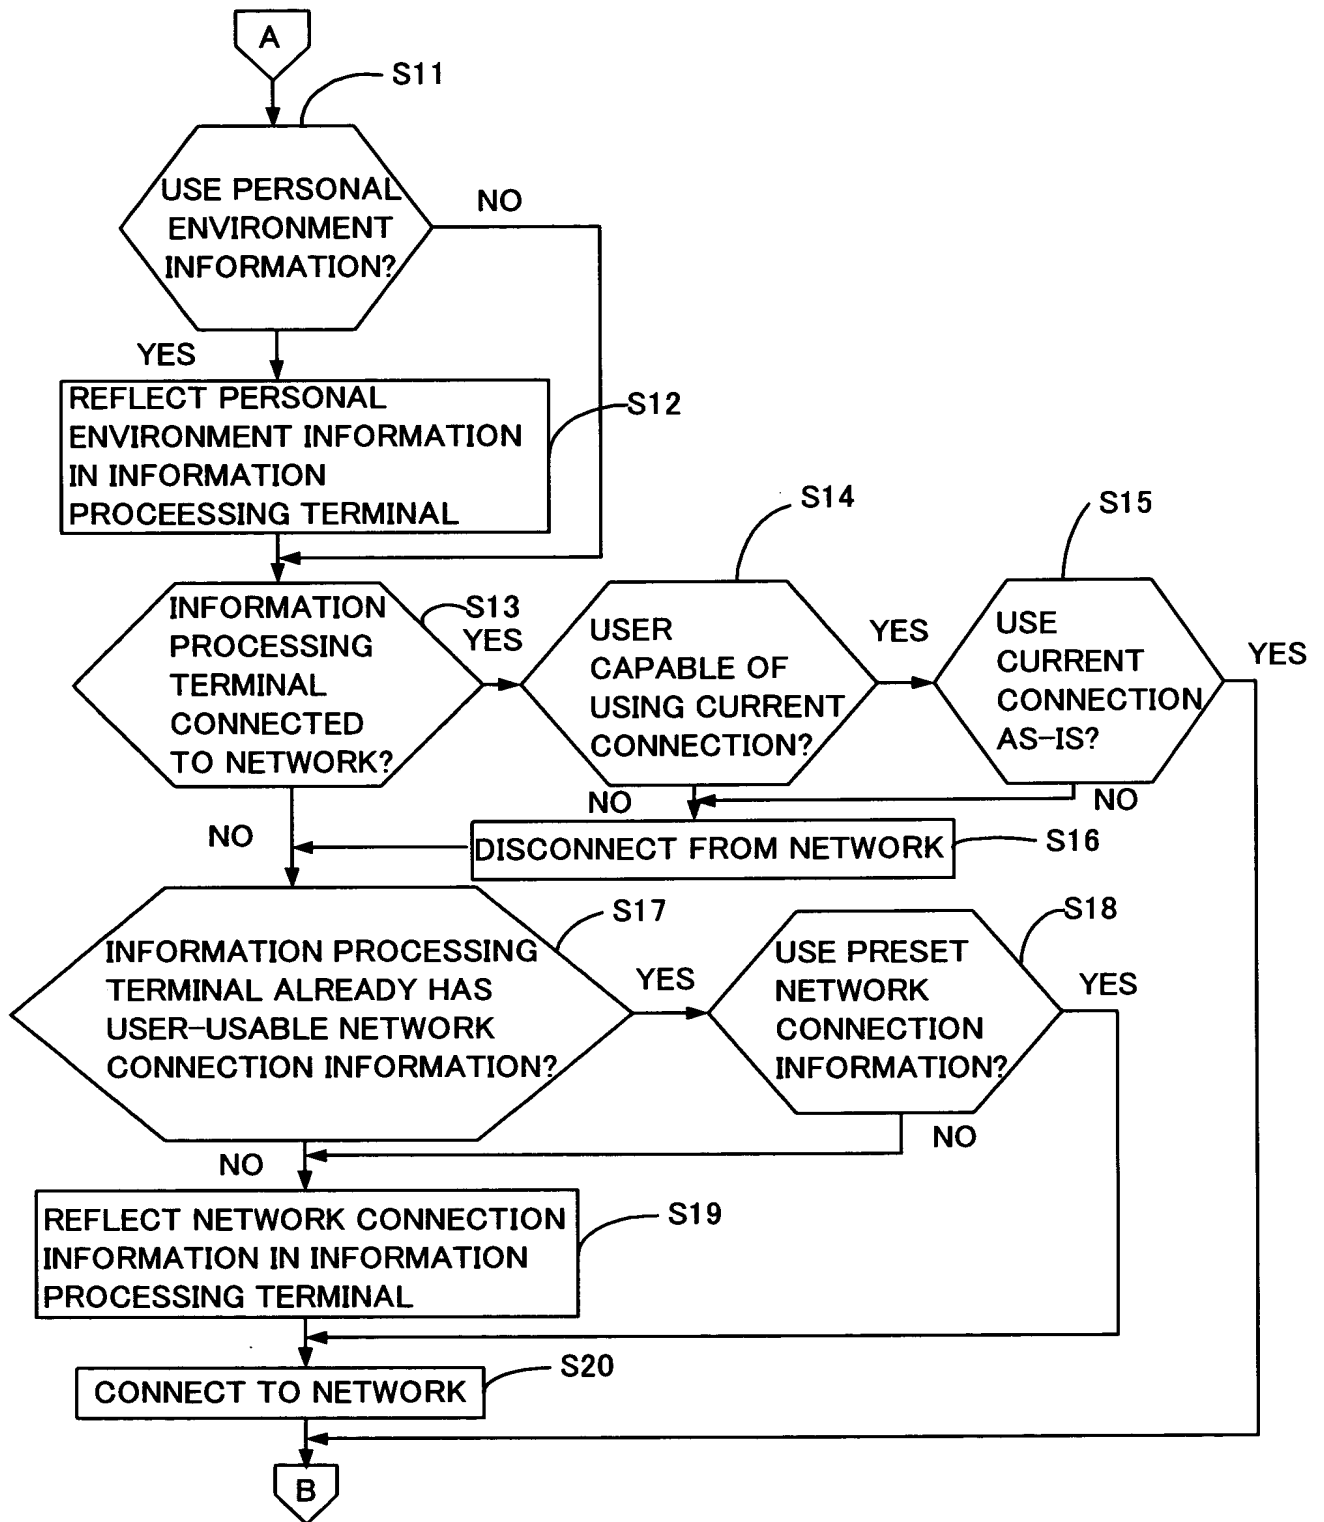 A
S11
USE PERSONAL
ENVIRONMENT
INFORMATION?
NO
YES
REFLECT PERSONAL
ENVIRONMENT INFORMATION
IN INFORMATION
PROCEESSING TERMINAL
S12
INFORMATION
PROCESSING
TERMINAL
CONNECTED
TO NETWORK?
S13
YES
S14
USER
CAPABLE OF
USING CURRENT
CONNECTION?
YES
S15
USE
CURRENT
CONNECTION
AS-IS?
YES
NO
NO
NO
DISCONNECT FROM NETWORK
S16
INFORMATION PROCESSING
TERMINAL ALREADY HAS
USER-USABLE NETWORK
CONNECTION INFORMATION?
S17
YES
USE PRESET
NETWORK
CONNECTION
INFORMATION?
S18
YES
NO
NO
REFLECT NETWORK CONNECTION
INFORMATION IN INFORMATION
PROCESSING TERMINAL
S19
CONNECT TO NETWORK
S20
B